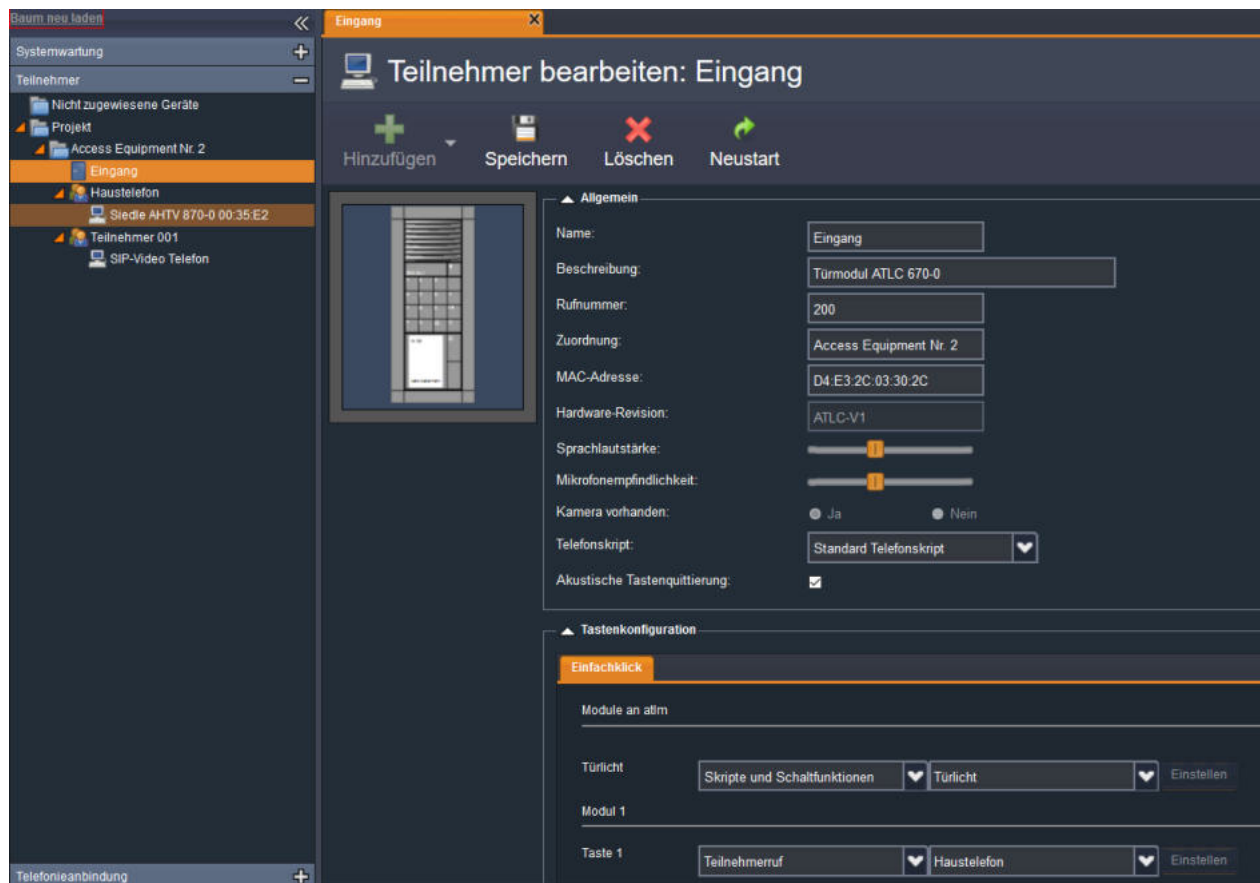 Baum neu laden
Systemwartung
Teilnehmer
Nicht zugewiesene Geräte
Projekt
Access Equipment Nr. 2
Eingang
Haustelefon
Siedle AHTV 870-0 00:35:E2
Teilnehmer 001
SIP-Video Telefon
Telefonieanbindung
Eingang
Teilnehmer bearbeiten: Eingang
Hinzufügen Speichern Löschen Neustart
Allgemein
Name: Eingang
Beschreibung: Türmodul ATLC 670-0
Rufnummer: 200
Zuordnung: Access Equipment Nr. 2
MAC-Adresse: D4:E3:2C:03:30:2C
Hardware-Revision: ATLC-V1
Sprachlautstärke:
Mikrofonempfindlichkeit:
Kamera vorhanden: Ja Nein
Telefonskript: Standard Telefonskript
Akustische Tastenquittierung:
Tastenkonfiguration
Einfachklick
Module an atlm
Türlicht Skripte und Schaltfunktionen Türlicht Einstellen
Modul 1
Taste 1 Teilnehmerruf Haustelefon Einstellen